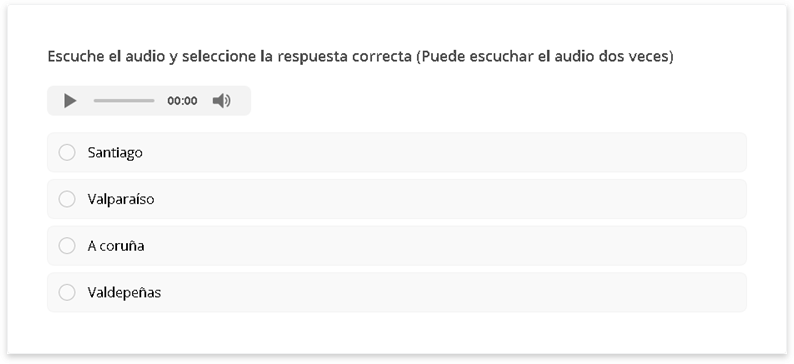 Escuche el audio y seleccione la respuesta correcta (Puede escuchar el audio dos veces)
00:00
Santiago
Valparaíso
A coruña
Valdepeñas